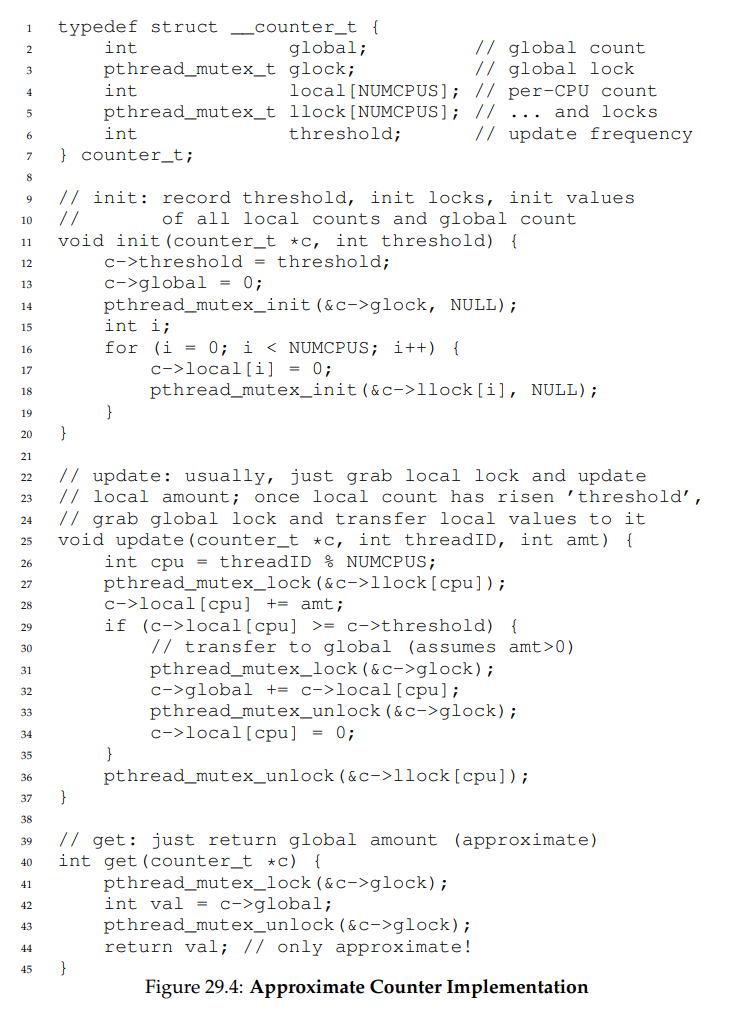 1 typedef struct __counter_t {
2 int global; // global count
3 pthread_mutex_t glock; // global lock
4 int local[NUMCPUS]; // per-CPU count
5 pthread_mutex_t llock[NUMCPUS]; // ... and locks
6 int threshold; // update frequency
7 } counter_t;
8
9 // init: record threshold, init locks, init values
10 // of all local counts and global count
11 void init(counter_t *c, int threshold) {
12 c->threshold = threshold;
13 c->global = 0;
14 pthread_mutex_init(&c->glock, NULL);
15 int i;
16 for (i = 0; i < NUMCPUS; i++) {
17 c->local[i] = 0;
18 pthread_mutex_init(&c->llock[i], NULL);
19 }
20 }
21
22 // update: usually, just grab local lock and update
23 // local amount; once local count has risen ’threshold’,
24 // grab global lock and transfer local values to it
25 void update(counter_t *c, int threadID, int amt) {
26 int cpu = threadID % NUMCPUS;
27 pthread_mutex_lock(&c->llock[cpu]);
28 c->local[cpu] += amt;
29 if (c->local[cpu] >= c->threshold) {
30 // transfer to global (assumes amt>0)
31 pthread_mutex_lock(&c->glock);
32 c->global += c->local[cpu];
33 pthread_mutex_unlock(&c->glock);
34 c->local[cpu] = 0;
35 }
36 pthread_mutex_unlock(&c->llock[cpu]);
37 }
38
39 // get: just return global amount (approximate)
40 int get(counter_t *c) {
41 pthread_mutex_lock(&c->glock);
42 int val = c->global;
43 pthread_mutex_unlock(&c->glock);
44 return val; // only approximate!
45 }
Figure 29.4: Approximate Counter Implementation